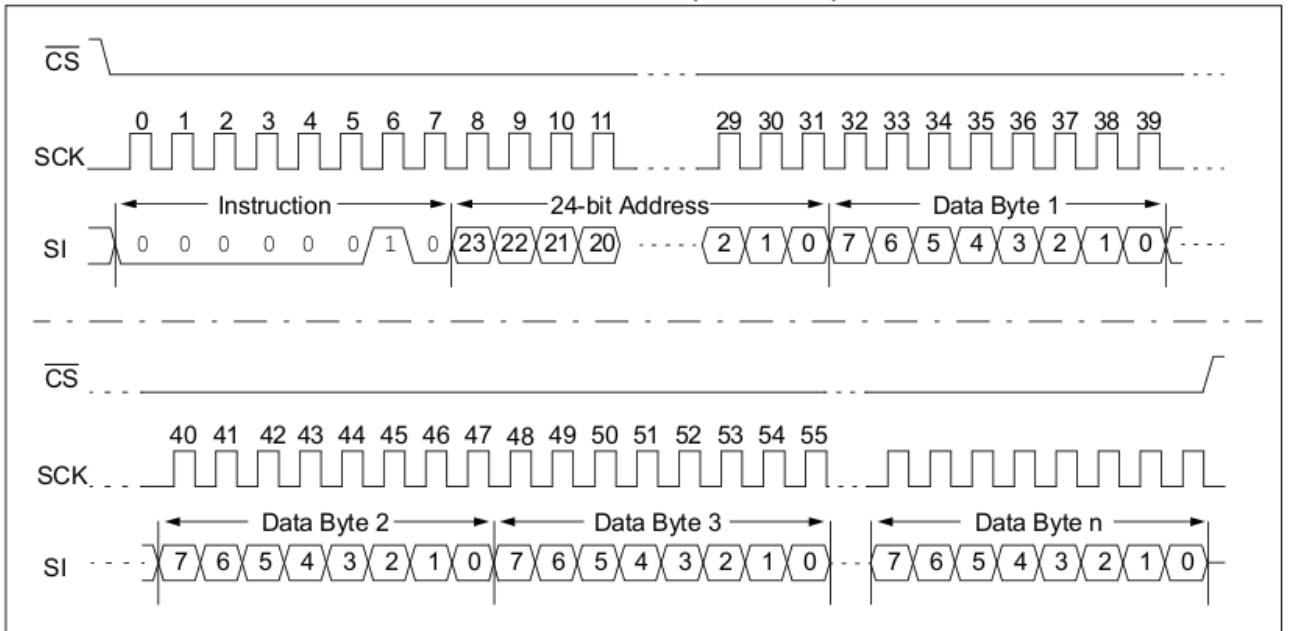 CS
0 1 2 3 4 5 6 7 8 9 10 11 29 30 31 32 33 34 35 36 37 38 39
SCK
Instruction 24-bit Address Data Byte 1
SI 0 0 0 0 0 0 1 0 23 22 21 20 2 1 0 7 6 5 4 3 2 1 0
CS
40 41 42 43 44 45 46 47 48 49 50 51 52 53 54 55
SCK
Data Byte 2 Data Byte 3 Data Byte n
SI 7 6 5 4 3 2 1 0 7 6 5 4 3 2 1 0 7 6 5 4 3 2 1 0